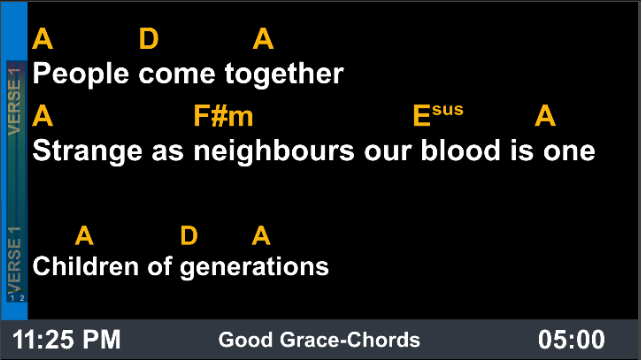 A D A
People come together
A F#m Esus A
Strange as neighbours our blood is one
A D A
Children of generations
VERSE 1
VERSE 1
1 2
11:25 PM Good Grace-Chords 05:00